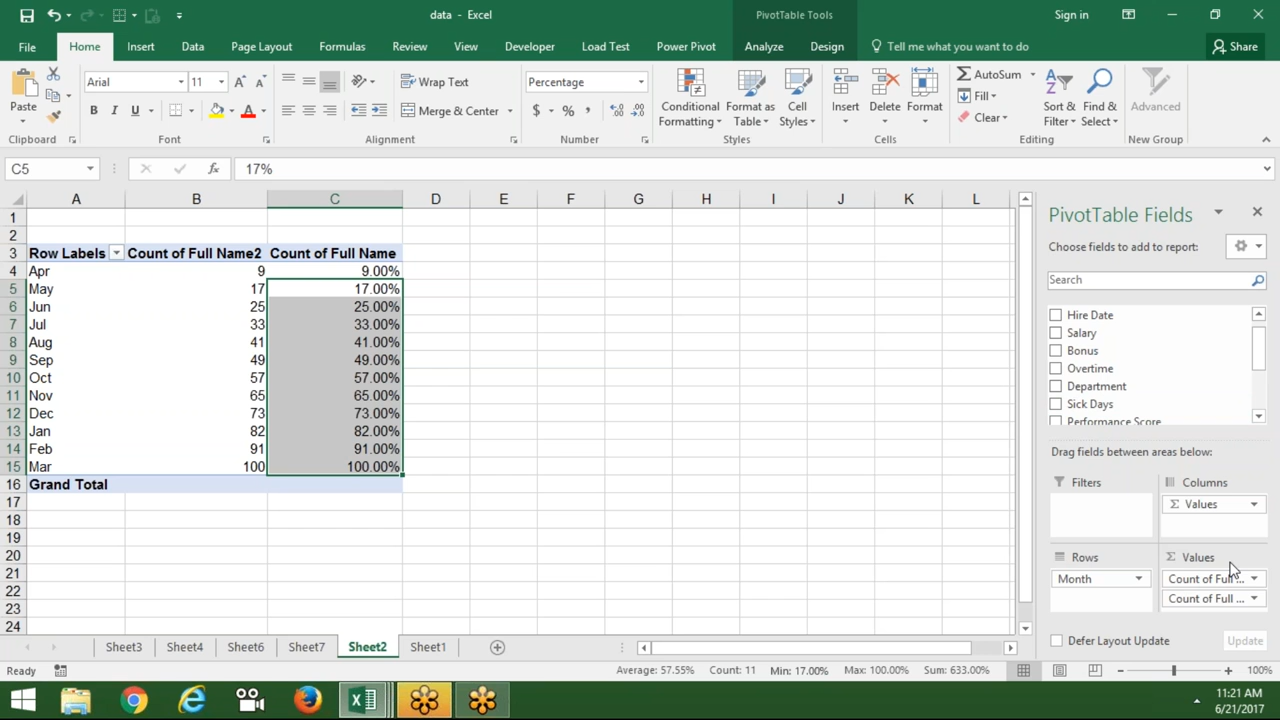 data - Excel
PivotTable Tools
Sign in
File
Home
Insert
Data
Page Layout
Formulas
Review
View
Developer
Load Test
Power Pivot
Analyze
Design
Tell me what you want to do
Share
Paste
Arial
11
Wrap Text
Merge & Center
Percentage
Conditional Formatting
Format as Table
Cell Styles
Insert
Delete
Format
AutoSum
Fill
Clear
Sort & Filter
Find & Select
Advanced
Clipboard
Font
Alignment
Number
Styles
Cells
Editing
New Group
C5
17%
A B C D E F G H I J K L
1
2
3 Row Labels Count of Full Name2 Count of Full Name
4 Apr 9 9.00%
5 May 17 17.00%
6 Jun 25 25.00%
7 Jul 33 33.00%
8 Aug 41 41.00%
9 Sep 49 49.00%
10 Oct 57 57.00%
11 Nov 65 65.00%
12 Dec 73 73.00%
13 Jan 82 82.00%
14 Feb 91 91.00%
15 Mar 100 100.00%
16 Grand Total
17
18
19
20
21
22
23
24
PivotTable Fields
Choose fields to add to report:
Search
Hire Date
Salary
Bonus
Overtime
Department
Sick Days
Performance Score
Drag fields between areas below:
Filters
Columns
Values
Rows
Values
Month
Count of Full ...
Count of Full ...
Defer Layout Update
Update
Sheet3 Sheet4 Sheet6 Sheet7 Sheet2 Sheet1
Ready
Average: 57.55% Count: 11 Min: 17.00% Max: 100.00% Sum: 633.00%
100%
11:21 AM
6/21/2017